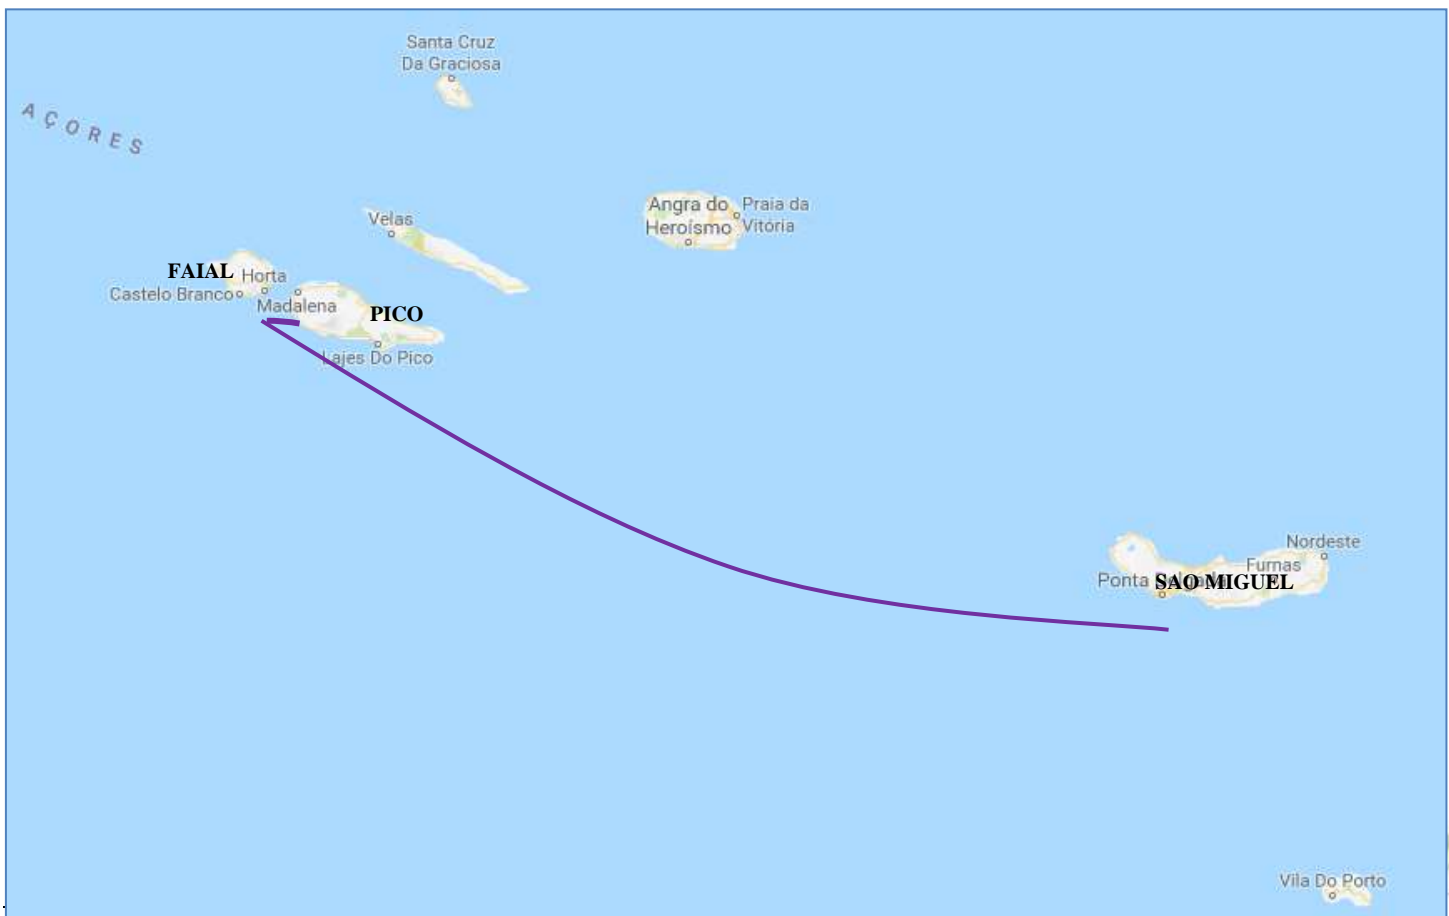 Santa Cruz
Da Graciosa
AÇORES
Angra do
Heroísmo
Praia da
Vitória
Velas
FAIAL
Horta
Castelo Branco
Madalena
PICO
Lajes Do Pico
Nordeste
Furnas
Ponta
SAO MIGUEL
Vila Do Porto